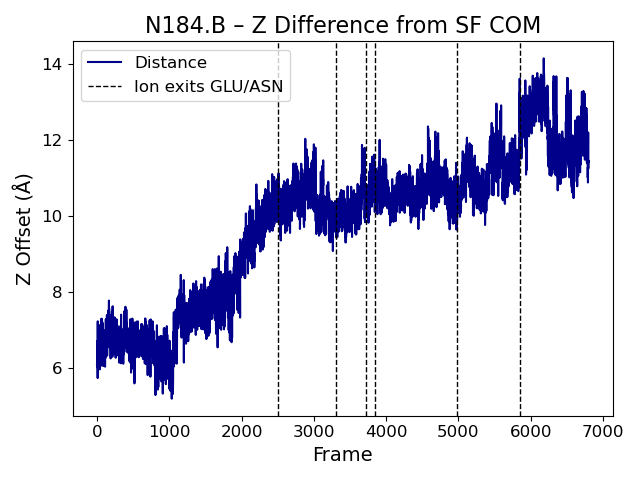 N184.B – Z Difference from SF COM
Distance
Ion exits GLU/ASN
Z Offset (Å)
14
12
10
8
6
0 1000 2000 3000 4000 5000 6000 7000
Frame